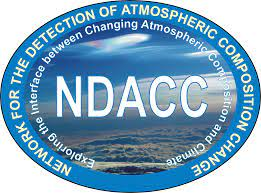 NETWORK FOR THE DETECTION OF ATMOSPHERIC COMPOSITION CHANGE
Exploring the Interface between Changing Atmospheric Composition and Climate
NDACC